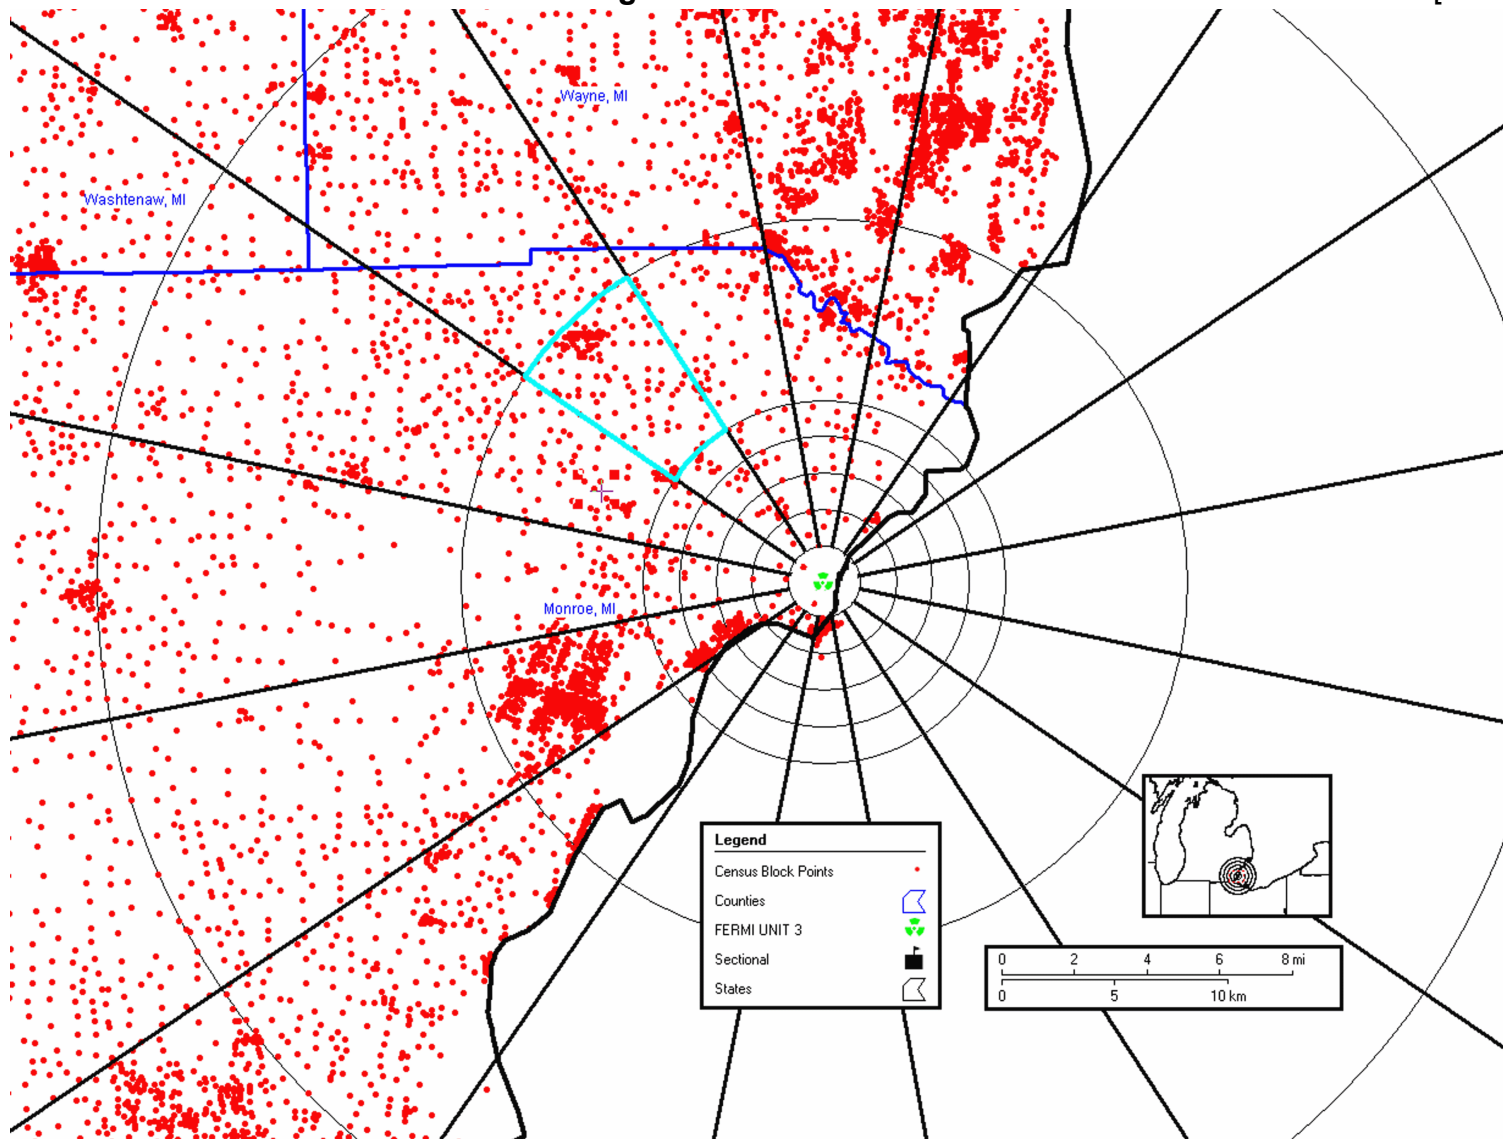 Wayne, MI
Washtenaw, MI
Monroe, MI
Legend
Census Block Points
Counties
FERMI UNIT 3
Sectional
States
0 2 4 6 8 mi
0 5 10 km